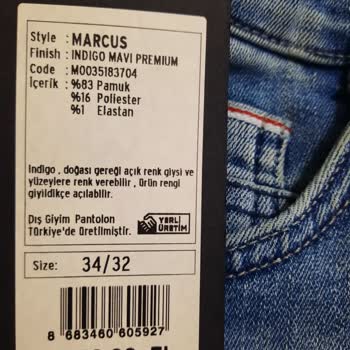 Style : MARCUS
Finish : INDIGO MAVI PREMIUM
Code : M0035183704
İçerik : %83 Pamuk
%16 Poliester
%1 Elastan
Indigo , doğası gereği açık renk giysi ve
yüzeylere renk verebilir , ürün rengi
giyildikçe açılabilir.
Dış Giyim Pantolon
Türkiye'de üretilmiştir.
YERLİ
ÜRETİM
Size: 34/32
8 683460 605927